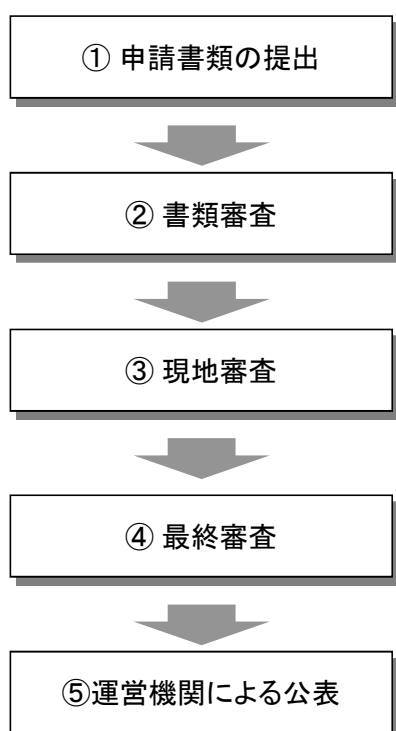 ① 申請書類の提出
② 書類審査
③ 現地審査
④ 最終審査
⑤運営機関による公表